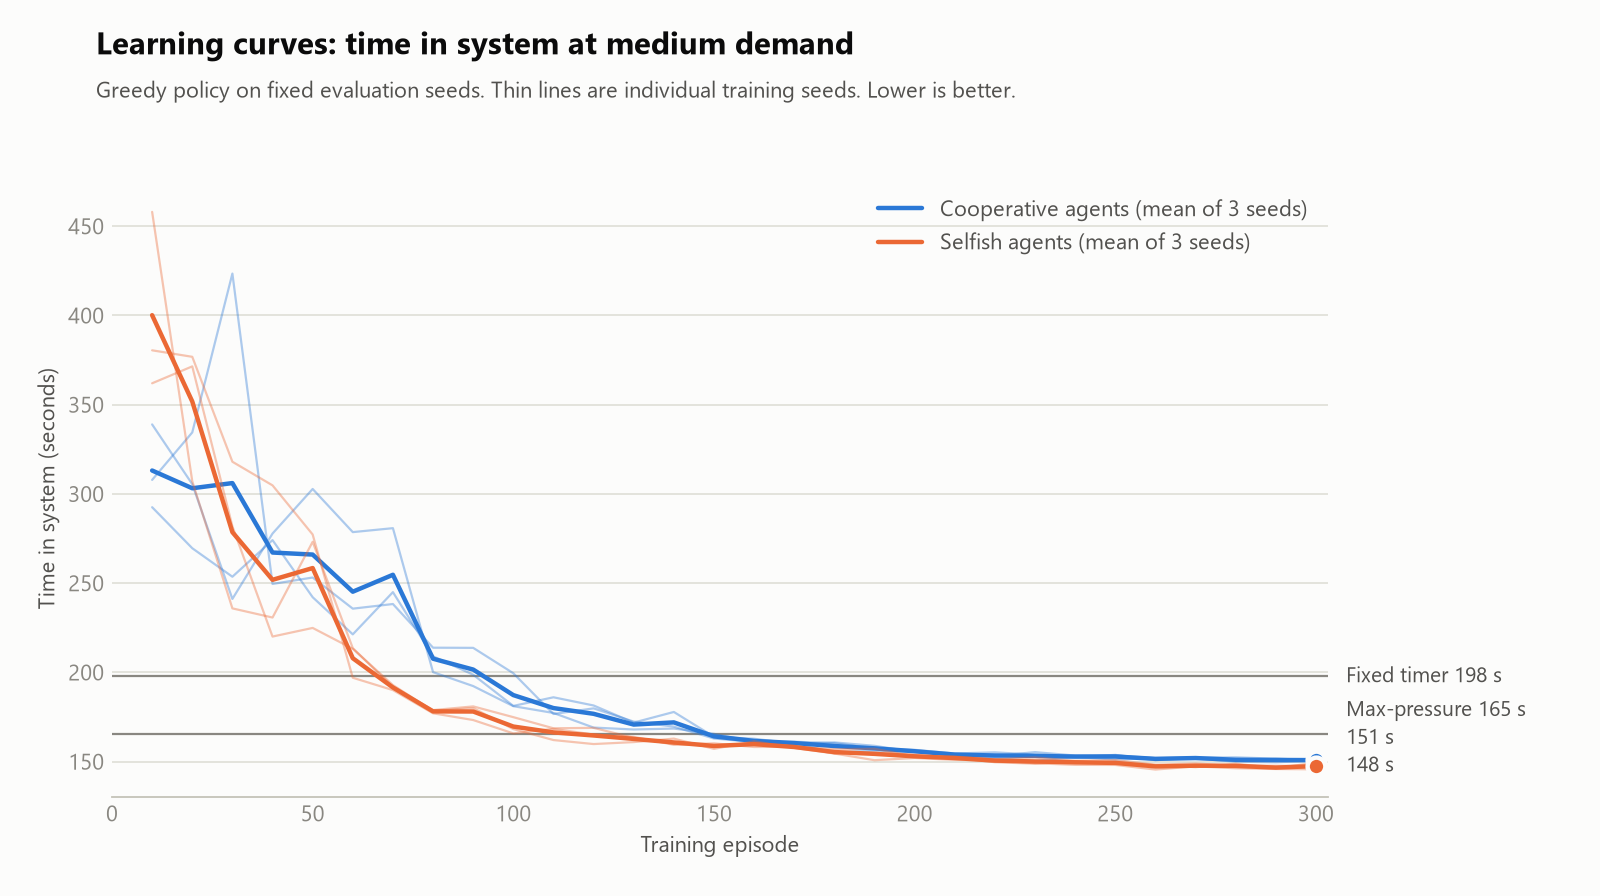 Learning curves: time in system at medium demand
Greedy policy on fixed evaluation seeds. Thin lines are individual training seeds. Lower is better.
Cooperative agents (mean of 3 seeds)
Selfish agents (mean of 3 seeds)
Time in system (seconds)
450
400
350
300
250
200
150
Fixed timer 198 s
Max-pressure 165 s
151 s
148 s
0 50 100 150 200 250 300
Training episode